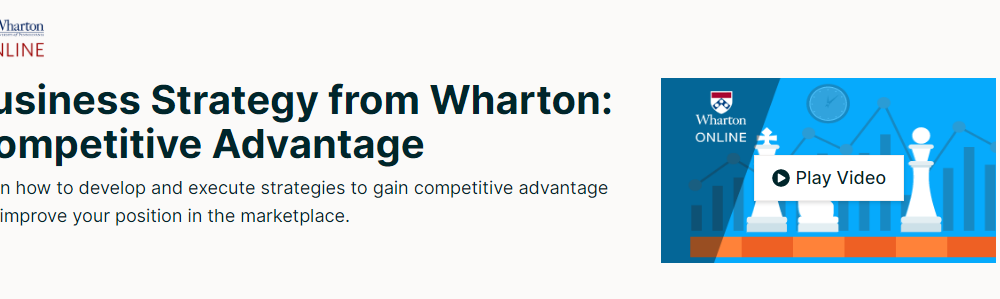 Wharton
NLINE
usiness Strategy from Wharton:
ompetitive Advantage
n how to develop and execute strategies to gain competitive advantage
improve your position in the marketplace.
Wharton
ONLINE
Play Video